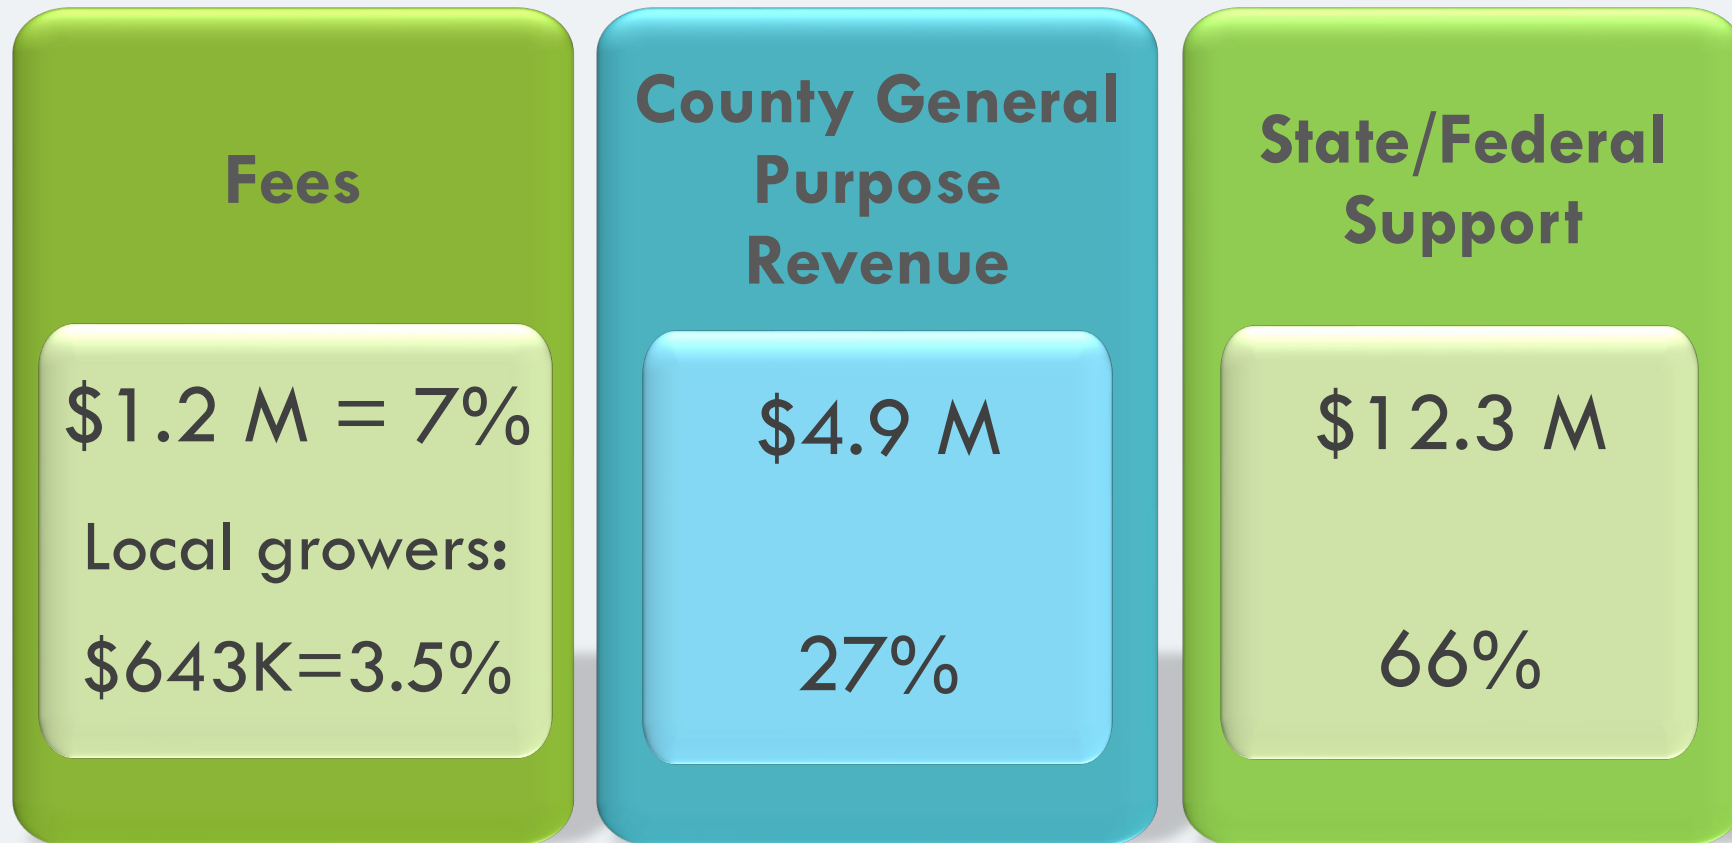 Fees
$1.2 M = 7%
Local growers:
$643K=3.5%
County General
Purpose
Revenue
$4.9 M
27%
State/Federal
Support
$12.3 M
66%